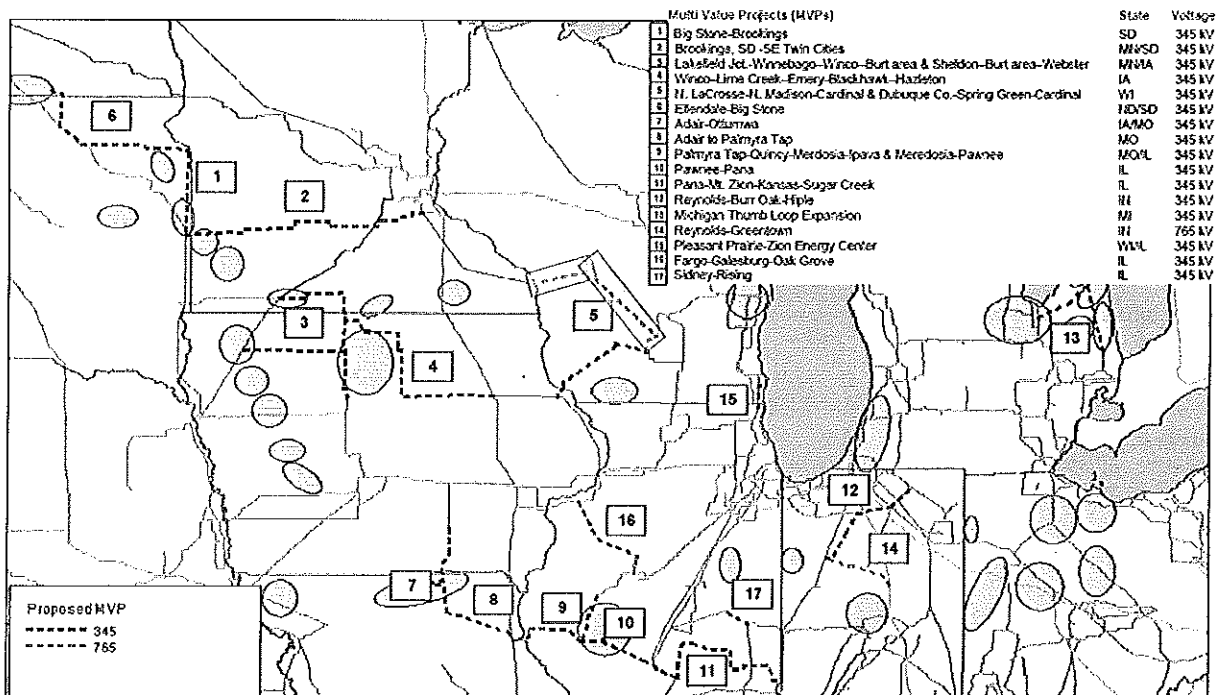 Multi Value Projects (MVPs) State Voltage
1 Big Stone-Brookings SD 345 kV
2 Brookings, SD -SE Twin Cities MN/SD 345 kV
3 Lakefield Jct.-Winnebago-Winco-Burt area & Sheldon-Burt area-Webster MN/IA 345 kV
4 Winco-Lime Creek-Emery-Blackhawk-Hazleton IA 345 kV
5 N. LaCrosse-N. Madison-Cardinal & Dubuque Co.-Spring Green-Cardinal WI 345 kV
6 Ellendale-Big Stone ND/SD 345 kV
7 Adair-Ottumwa IA/MO 345 kV
8 Adair to Palmyra Tap MO 345 kV
9 Palmyra Tap-Quincy-Merdosia-Ipava & Meredosia-Pawnee MO/IL 345 kV
10 Pawnee-Pana IL 345 kV
11 Pana-Mt. Zion-Kansas-Sugar Creek IL 345 kV
12 Reynolds-Burr Oak-Hiple IN 345 kV
13 Michigan Thumb Loop Expansion MI 345 kV
14 Reynolds-Greentown IN 765 kV
15 Pleasant Prairie-Zion Energy Center WI/IL 345 kV
16 Fargo-Galesburg-Oak Grove IL 345 kV
17 Sidney-Rising IL 345 kV
6
1
2
3
5
13
4
15
12
16
14
7
8
9
10
17
11
Proposed MVP
345
765